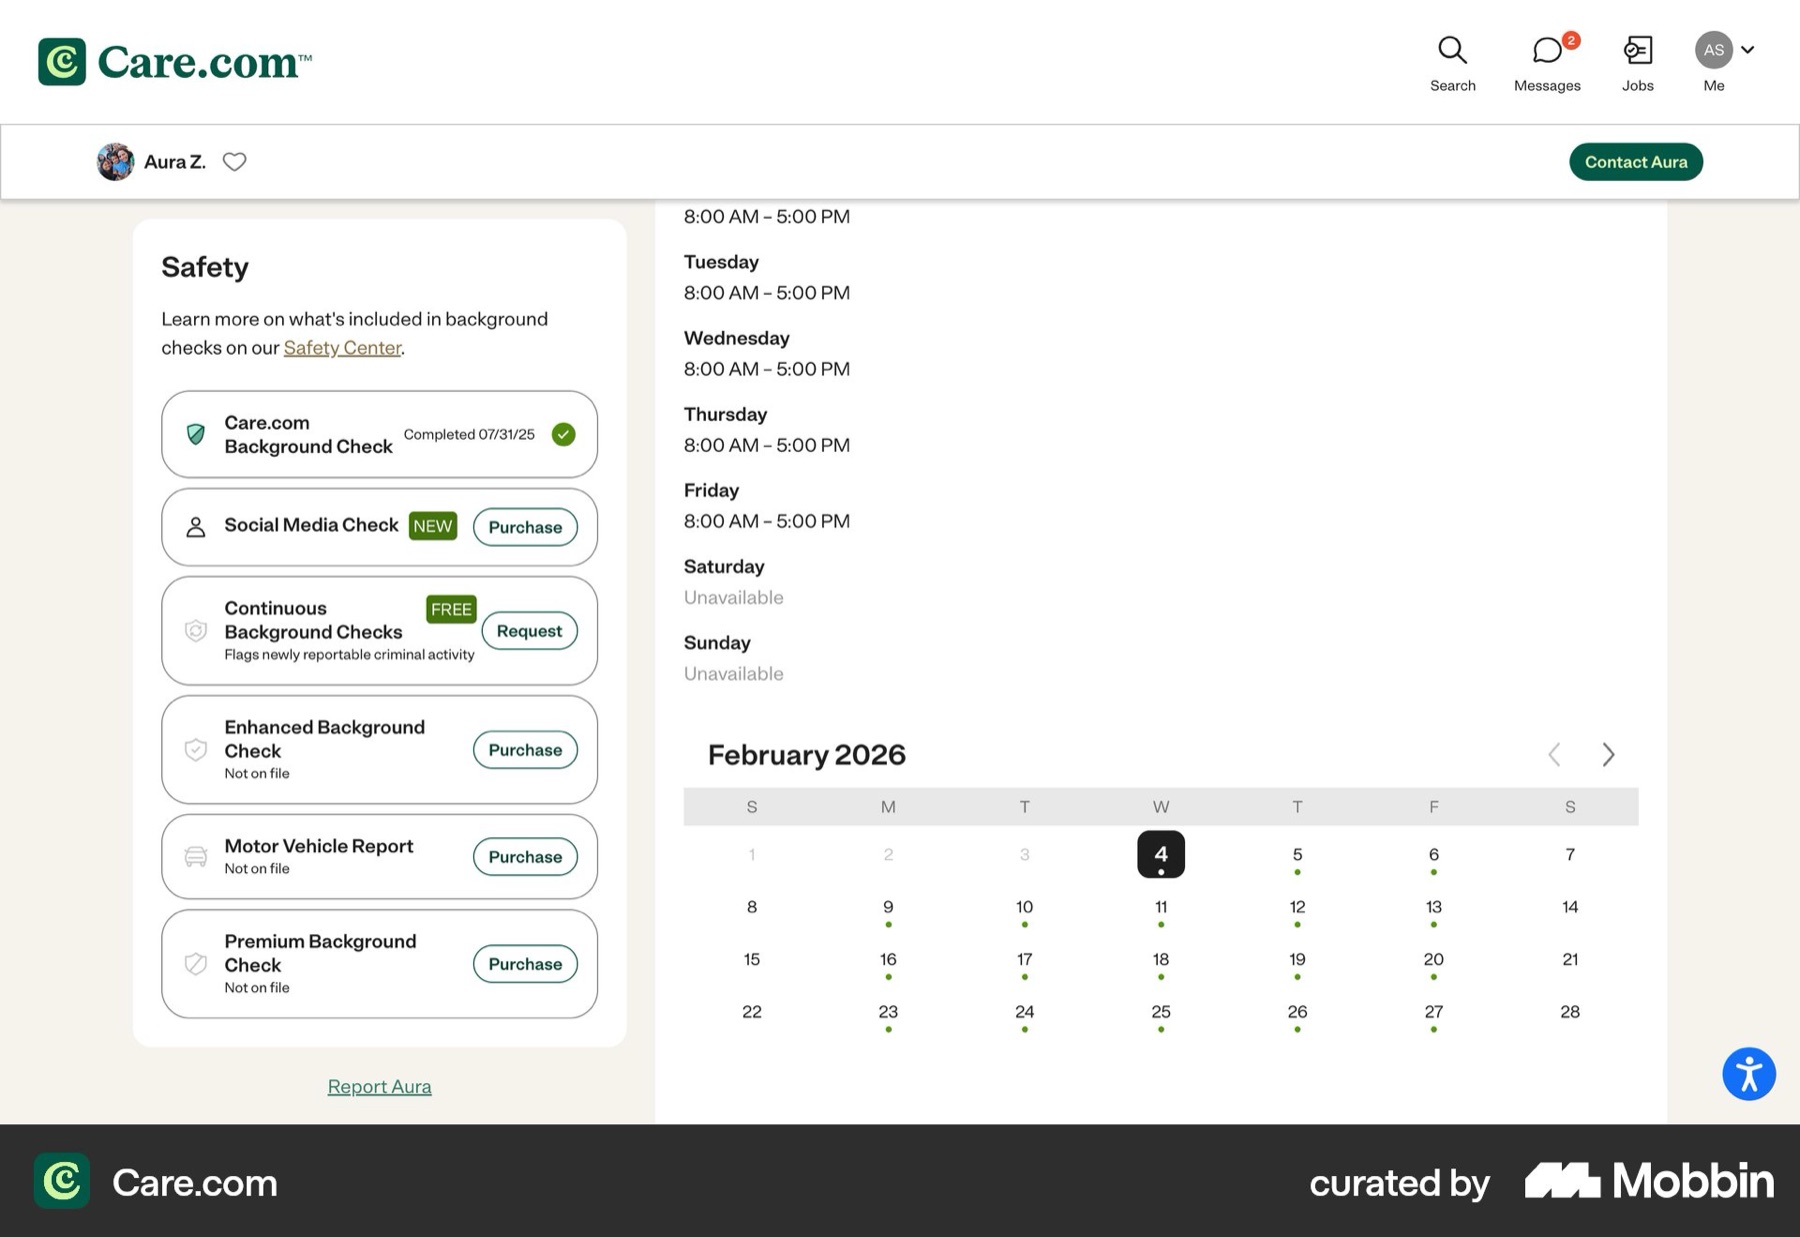 Care.com™
Search
Messages
2
Jobs
AS
Me
Aura Z.
Contact Aura
Safety
Learn more on what's included in background
checks on our Safety Center.
Care.com
Background Check
Completed 07/31/25
Social Media Check
NEW
Purchase
Continuous
Background Checks
FREE
Flags newly reportable criminal activity
Request
Enhanced Background
Check
Not on file
Purchase
Motor Vehicle Report
Not on file
Purchase
Premium Background
Check
Not on file
Purchase
Report Aura
8:00 AM – 5:00 PM
Tuesday
8:00 AM – 5:00 PM
Wednesday
8:00 AM – 5:00 PM
Thursday
8:00 AM – 5:00 PM
Friday
8:00 AM – 5:00 PM
Saturday
Unavailable
Sunday
Unavailable
February 2026
S M T W T F S
1 2 3 4 5 6 7
8 9 10 11 12 13 14
15 16 17 18 19 20 21
22 23 24 25 26 27 28
Care.com
curated by Mobbin